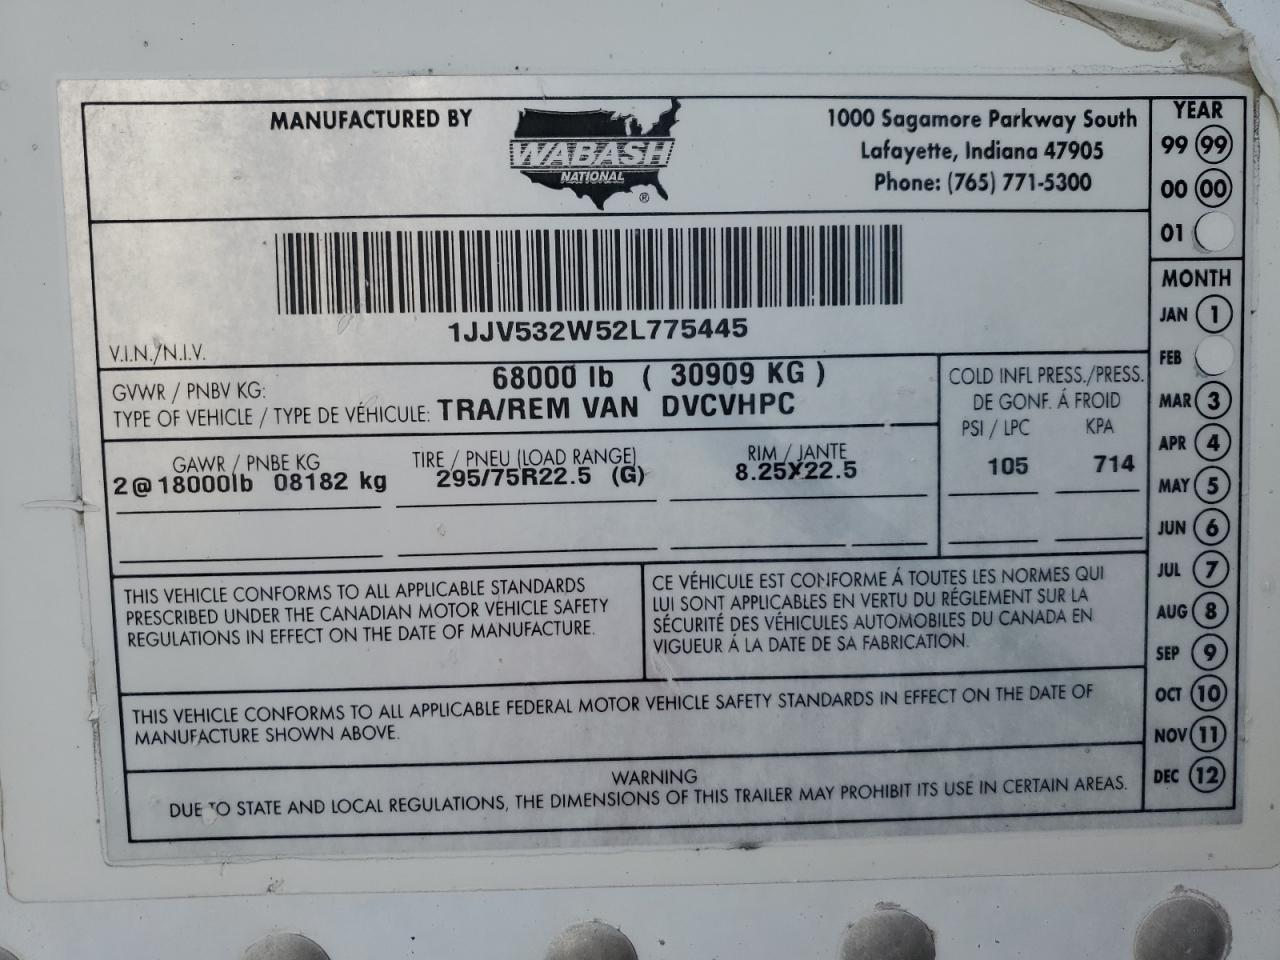 MANUFACTURED BY
WABASH
NATIONAL
®
1000 Sagamore Parkway South
Lafayette, Indiana 47905
Phone: (765) 771-5300
1JJV532W52L775445
V.I.N./N.I.V.
GVWR / PNBV KG: 68000 lb ( 30909 KG )
TYPE OF VEHICLE / TYPE DE VÉHICULE: TRA/REM VAN DVCVHPC
GAWR / PNBE KG
2@18000lb 08182 kg
TIRE / PNEU (LOAD RANGE)
295/75R22.5 (G)
RIM / JANTE
8.25X22.5
COLD INFL PRESS./PRESS.
DE GONF. Á FROID
PSI / LPC KPA
105 714
THIS VEHICLE CONFORMS TO ALL APPLICABLE STANDARDS
PRESCRIBED UNDER THE CANADIAN MOTOR VEHICLE SAFETY
REGULATIONS IN EFFECT ON THE DATE OF MANUFACTURE.
CE VÉHICULE EST CONFORME Á TOUTES LES NORMES QUI
LUI SONT APPLICABLES EN VERTU DU RÉGLEMENT SUR LA
SÉCURITÉ DES VÉHICULES AUTOMOBILES DU CANADA EN
VIGUEUR Á LA DATE DE SA FABRICATION.
THIS VEHICLE CONFORMS TO ALL APPLICABLE FEDERAL MOTOR VEHICLE SAFETY STANDARDS IN EFFECT ON THE DATE OF
MANUFACTURE SHOWN ABOVE.
WARNING
DUE TO STATE AND LOCAL REGULATIONS, THE DIMENSIONS OF THIS TRAILER MAY PROHIBIT ITS USE IN CERTAIN AREAS.
YEAR
99 99
00 00
01
MONTH
JAN 1
FEB
MAR 3
APR 4
MAY 5
JUN 6
JUL 7
AUG 8
SEP 9
OCT 10
NOV 11
DEC 12